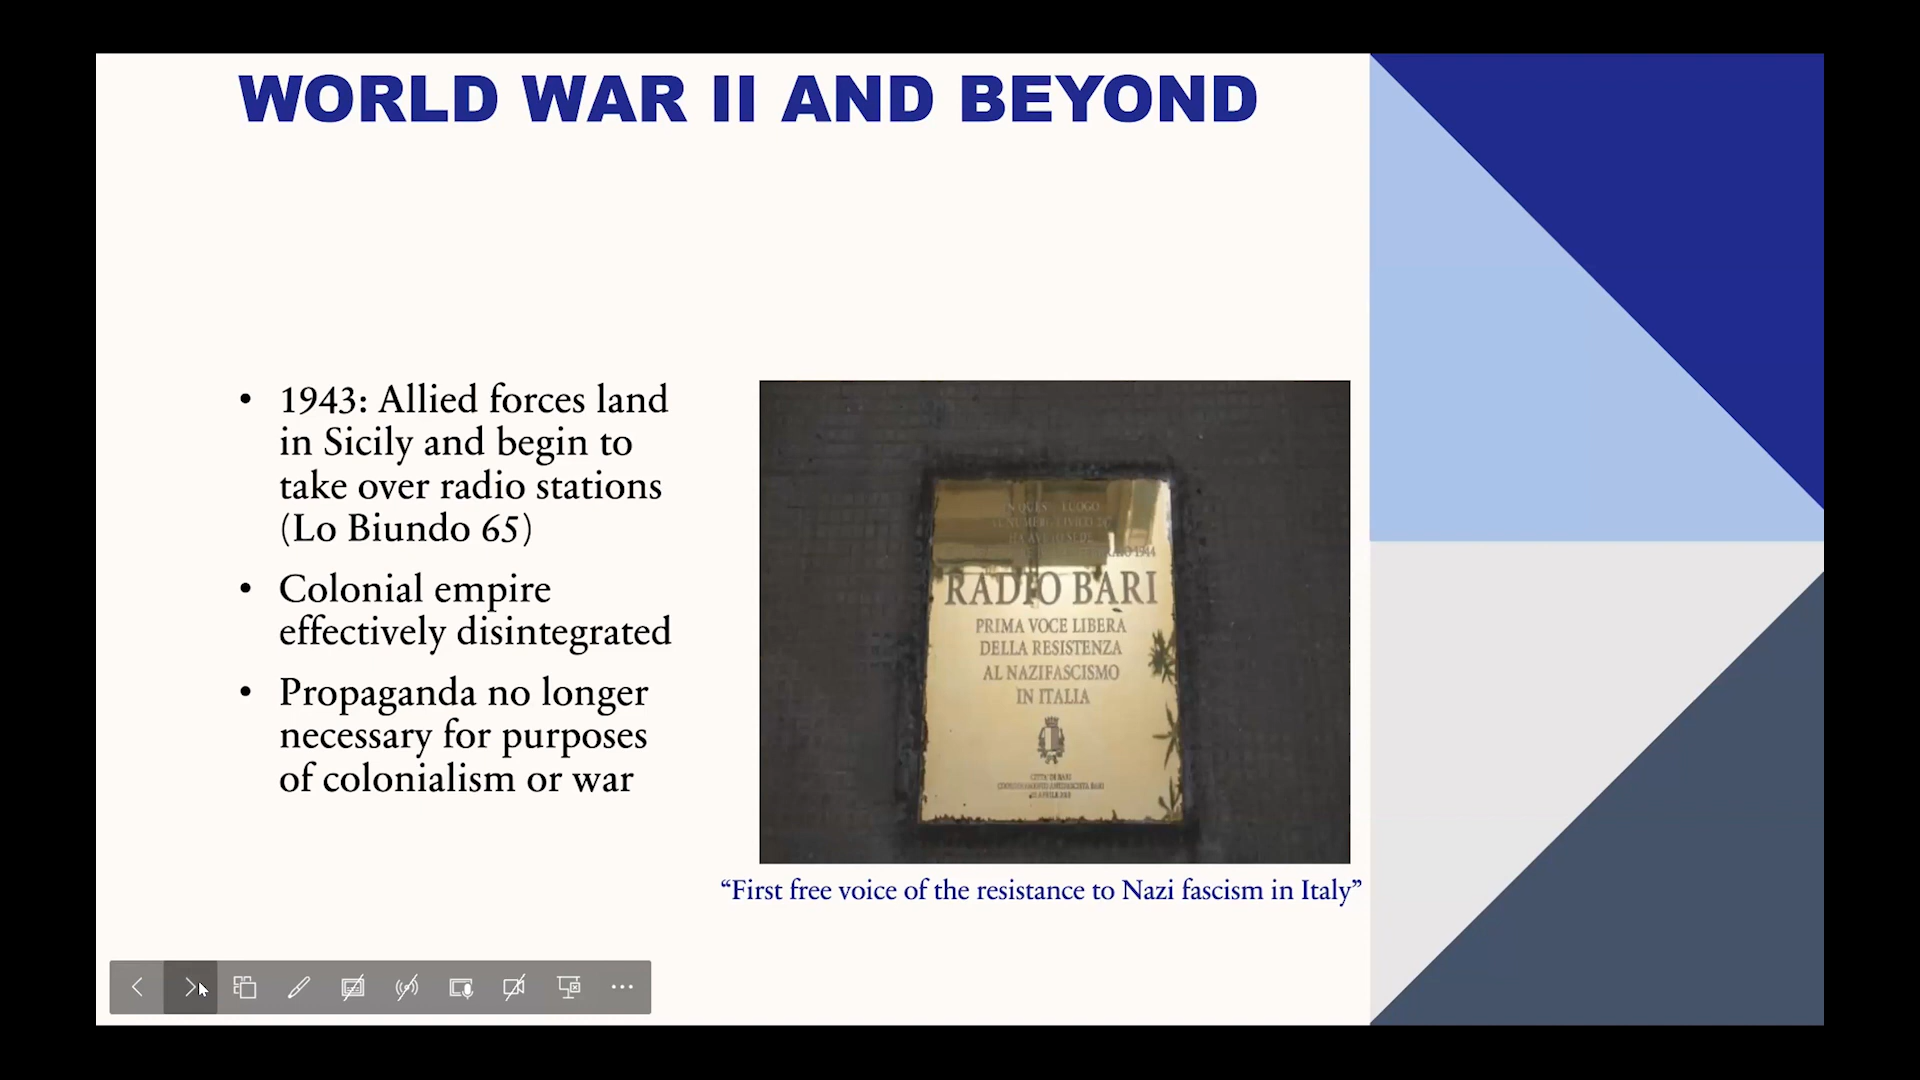 WORLD WAR II AND BEYOND
• 1943: Allied forces land
in Sicily and begin to
take over radio stations
(Lo Biundo 65)
• Colonial empire
effectively disintegrated
• Propaganda no longer
necessary for purposes
of colonialism or war
LUOGO
1944
RADIO BARI
PRIMA VOCE LIBERA
DELLA RESISTENZA
AL NAZIFASCISMO
IN ITALIA
CITTA' DI BARI
“First free voice of the resistance to Nazi fascism in Italy”